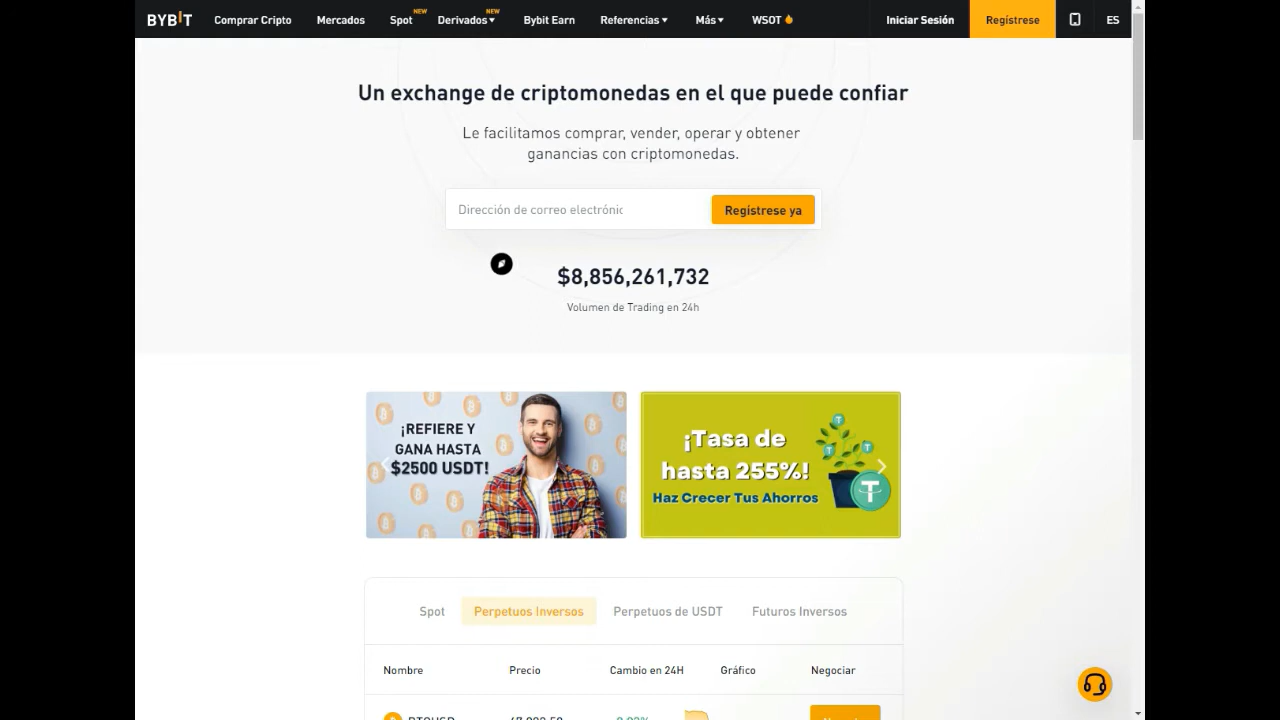 BYBIT
Comprar Cripto
Mercados
Spot NEW
Derivados NEW
Bybit Earn
Referencias
Más
WSOT
Iniciar Sesión
Regístrese
ES
Un exchange de criptomonedas en el que puede confiar
Le facilitamos comprar, vender, operar y obtener
ganancias con criptomonedas.
Dirección de correo electrónic
Regístrese ya
$8,856,261,732
Volumen de Trading en 24h
¡REFIERE Y
GANA HASTA
$2500 USDT!
¡Tasa de
hasta 255%!
Haz Crecer Tus Ahorros
Spot
Perpetuos Inversos
Perpetuos de USDT
Futuros Inversos
Nombre
Precio
Cambio en 24H
Gráfico
Negociar